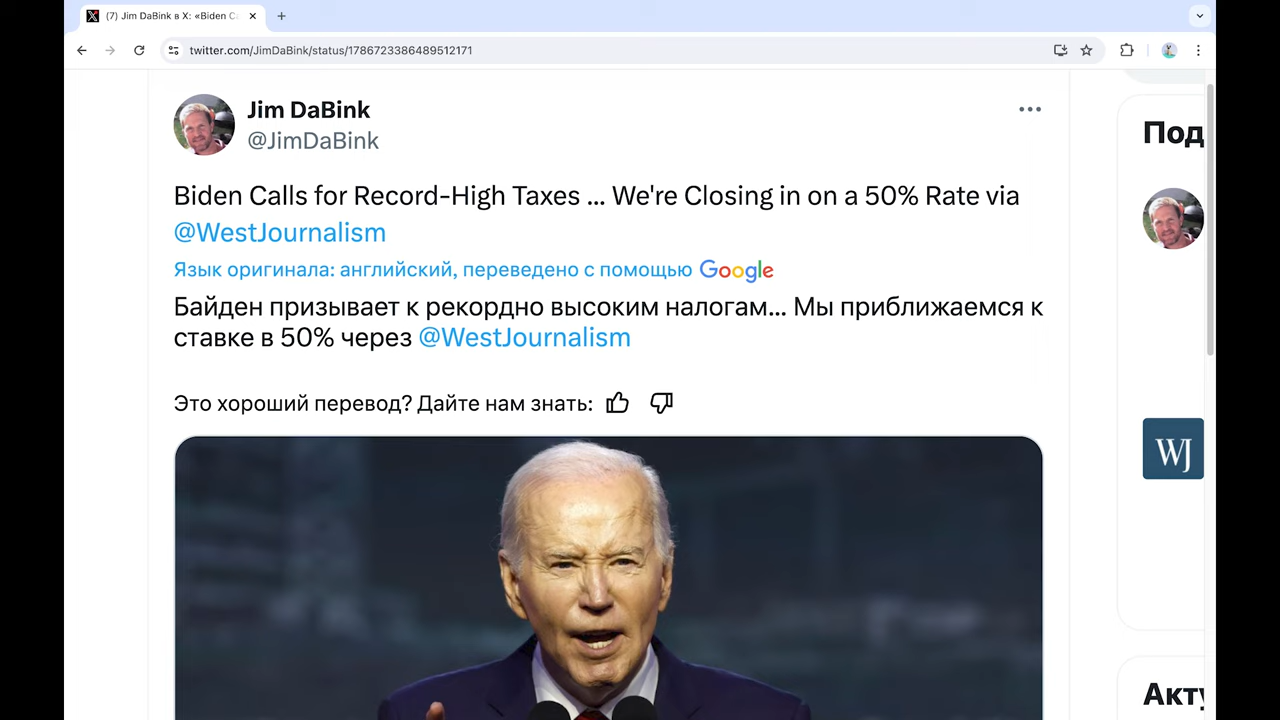 (7) Jim DaBink в X: «Biden C
twitter.com/JimDaBink/status/1786723386489512171
Jim DaBink
@JimDaBink
Biden Calls for Record-High Taxes ... We're Closing in on a 50% Rate via
@WestJournalism
Язык оригинала: английский, переведено с помощью Google
Байден призывает к рекордно высоким налогам... Мы приближаемся к
ставке в 50% через @WestJournalism
Это хороший перевод? Дайте нам знать:
Под
WJ
Акту